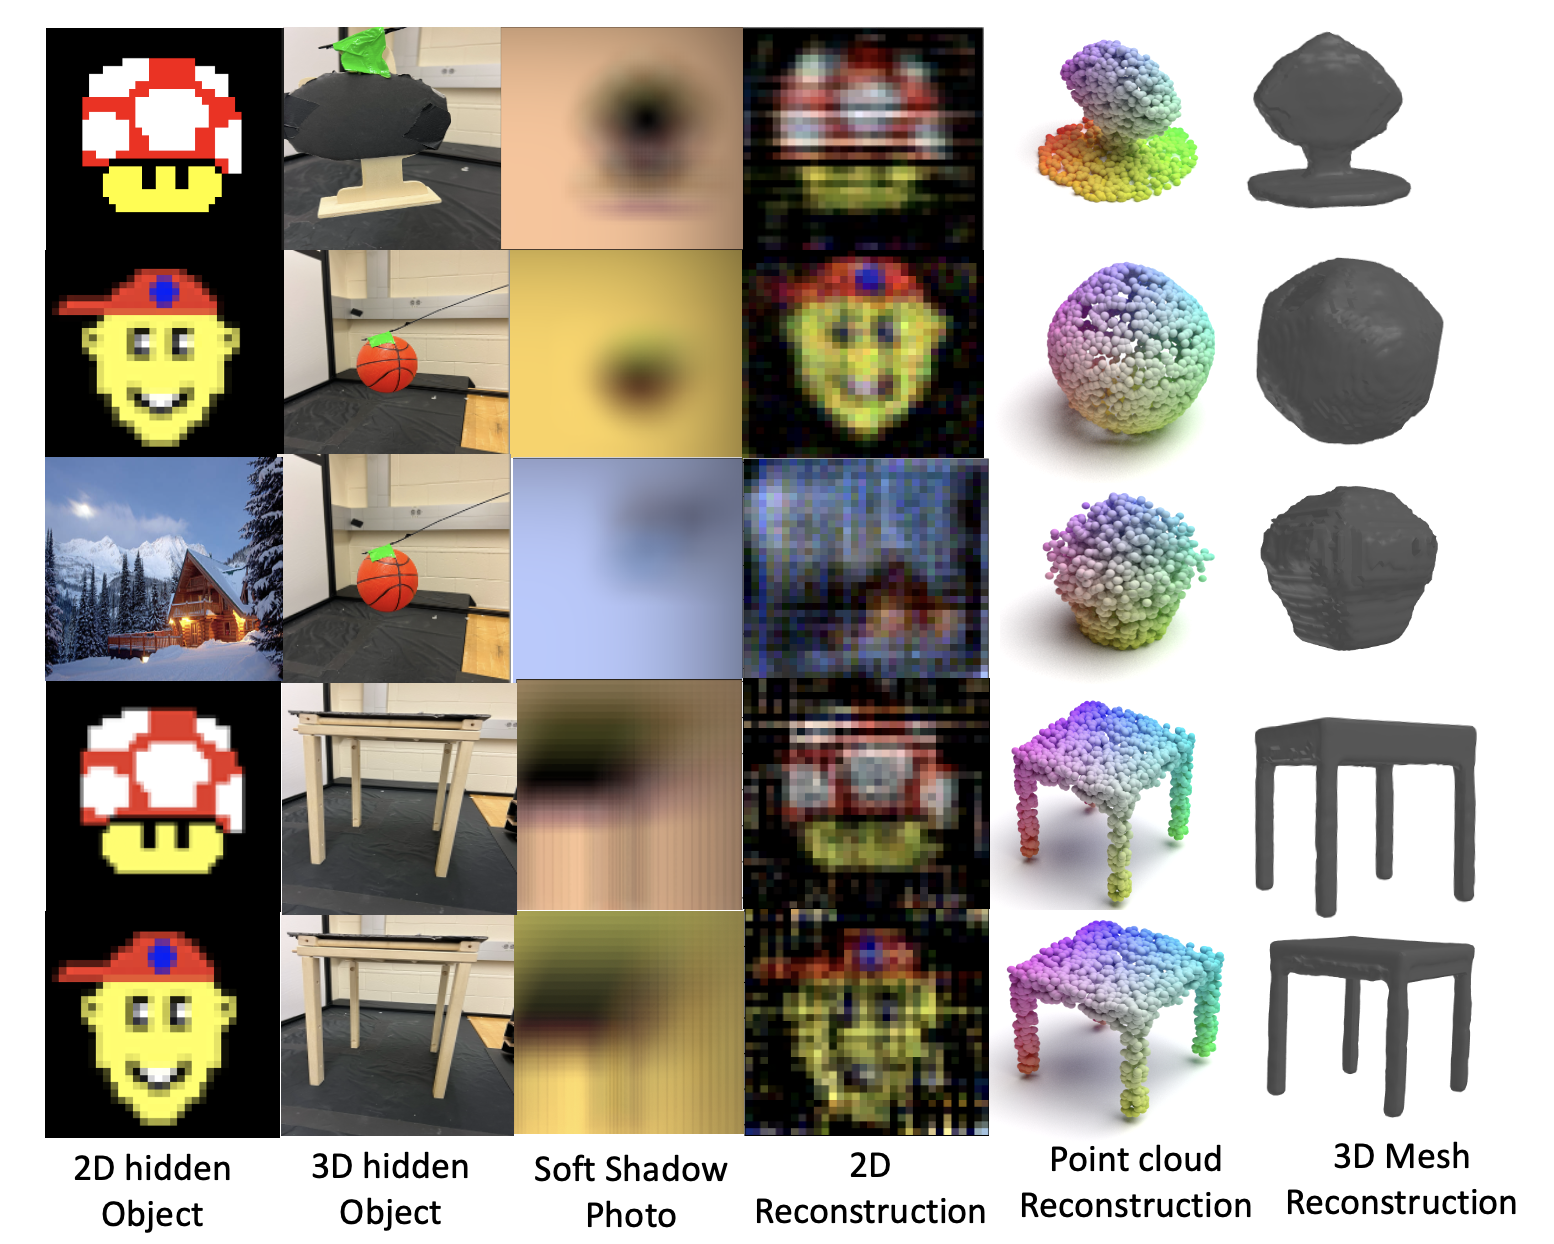 2D hidden
Object
3D hidden
Object
Soft Shadow
Photo
2D
Reconstruction
Point cloud
Reconstruction
3D Mesh
Reconstruction